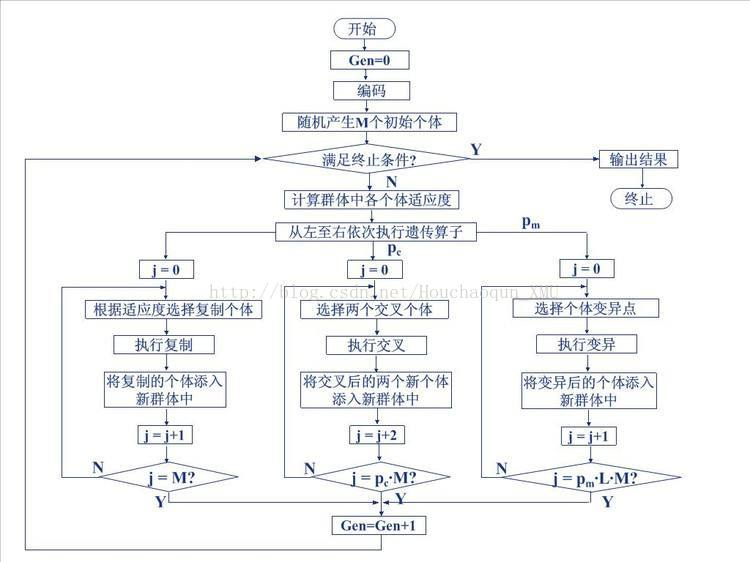 开始
Gen=0
编码
随机产生M个初始个体
满足终止条件?
Y
输出结果
终止
N
计算群体中各个体适应度
从左至右依次执行遗传算子
pc
pm
j = 0
j = 0
j = 0
http://blog.csdn.net/Houchaoqun_XMU
根据适应度选择复制个体
选择两个交叉个体
选择个体变异点
执行复制
执行交叉
执行变异
将复制的个体添入
新群体中
将交叉后的两个新个体
添入新群体中
将变异后的个体添入
新群体中
j = j+1
j = j+2
j = j+1
N
j = M?
Y
N
j = pc·M?
Y
N
j = pm·L·M?
Y
Gen=Gen+1